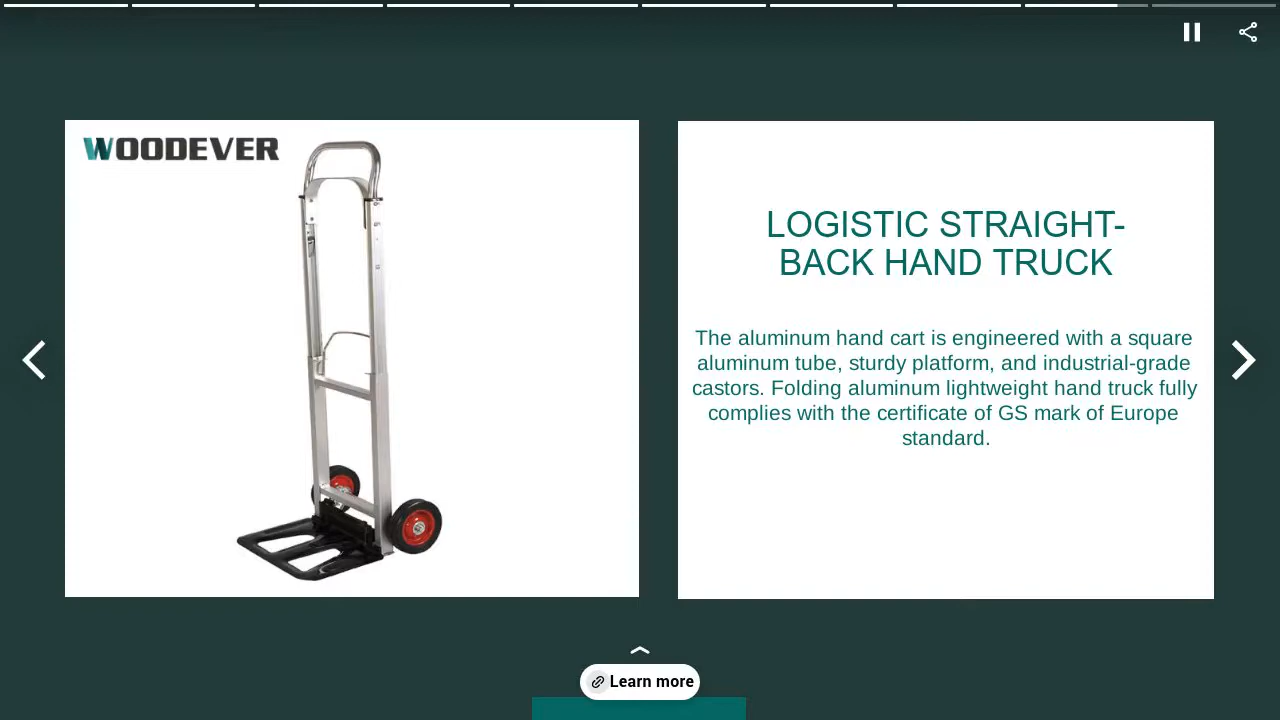 WOODEVER
LOGISTIC STRAIGHT-
BACK HAND TRUCK
The aluminum hand cart is engineered with a square
aluminum tube, sturdy platform, and industrial-grade
castors. Folding aluminum lightweight hand truck fully
complies with the certificate of GS mark of Europe
standard.
Learn more